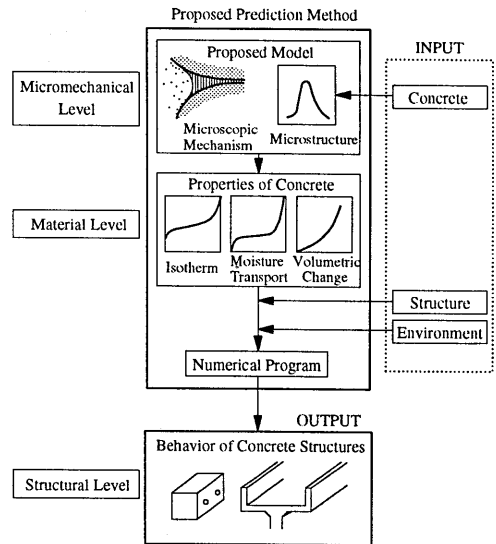 Proposed Prediction Method
INPUT
Proposed Model
Micromechanical
Level
Concrete
Microscopic
Mechanism
Microstructure
Properties of Concrete
Material Level
Isotherm
Moisture
Transport
Volumetric
Change
Structure
Environment
Numerical Program
OUTPUT
Behavior of Concrete Structures
Structural Level